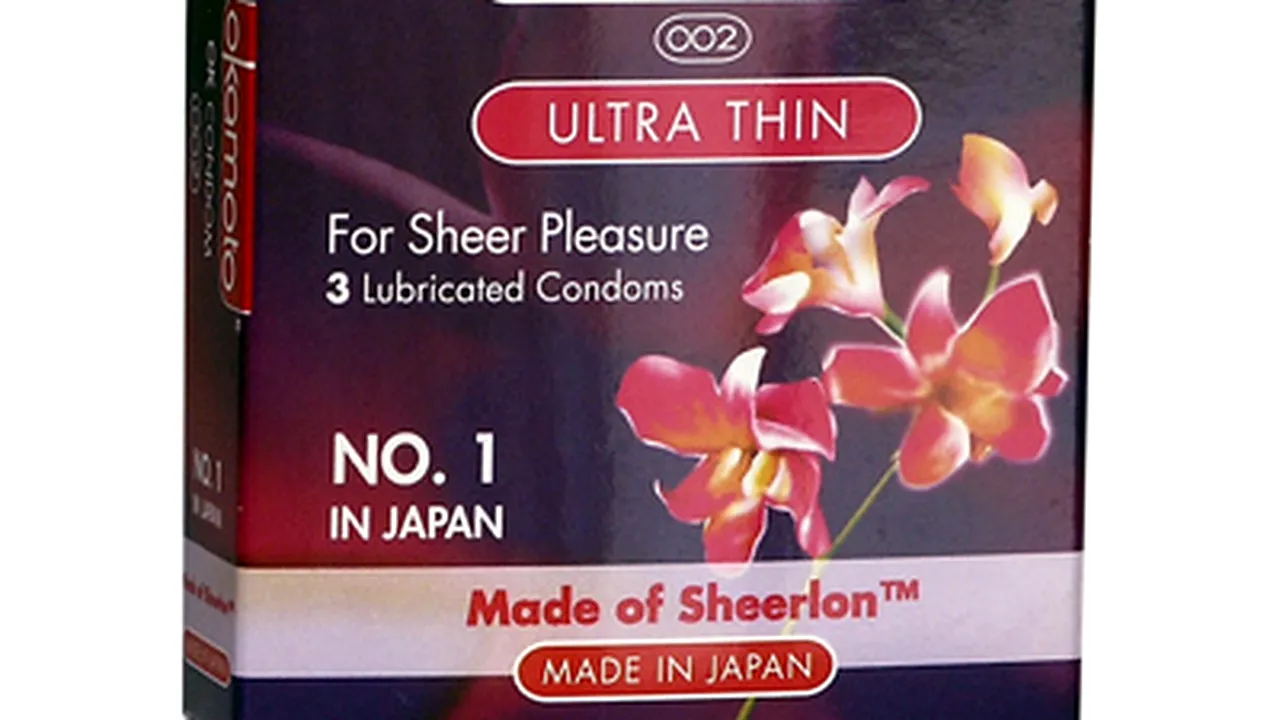 002
ULTRA THIN
For Sheer Pleasure
3 Lubricated Condoms
NO. 1
IN JAPAN
Made of Sheerlon™
MADE IN JAPAN
okamoto
CONDOM
NO. 1
IN JAPAN